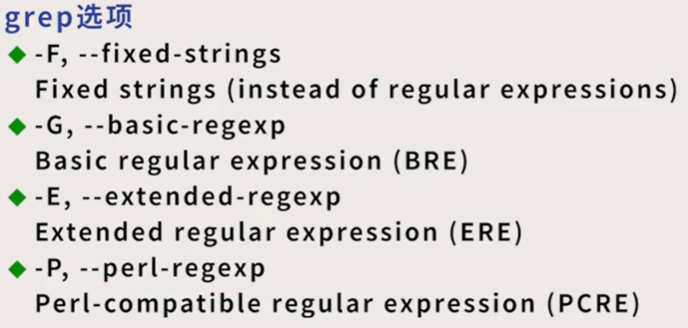 grep选项
-F, --fixed-strings
Fixed strings (instead of regular expressions)
-G, --basic-regexp
Basic regular expression (BRE)
-E, --extended-regexp
Extended regular expression (ERE)
-P, --perl-regexp
Perl-compatible regular expression (PCRE)